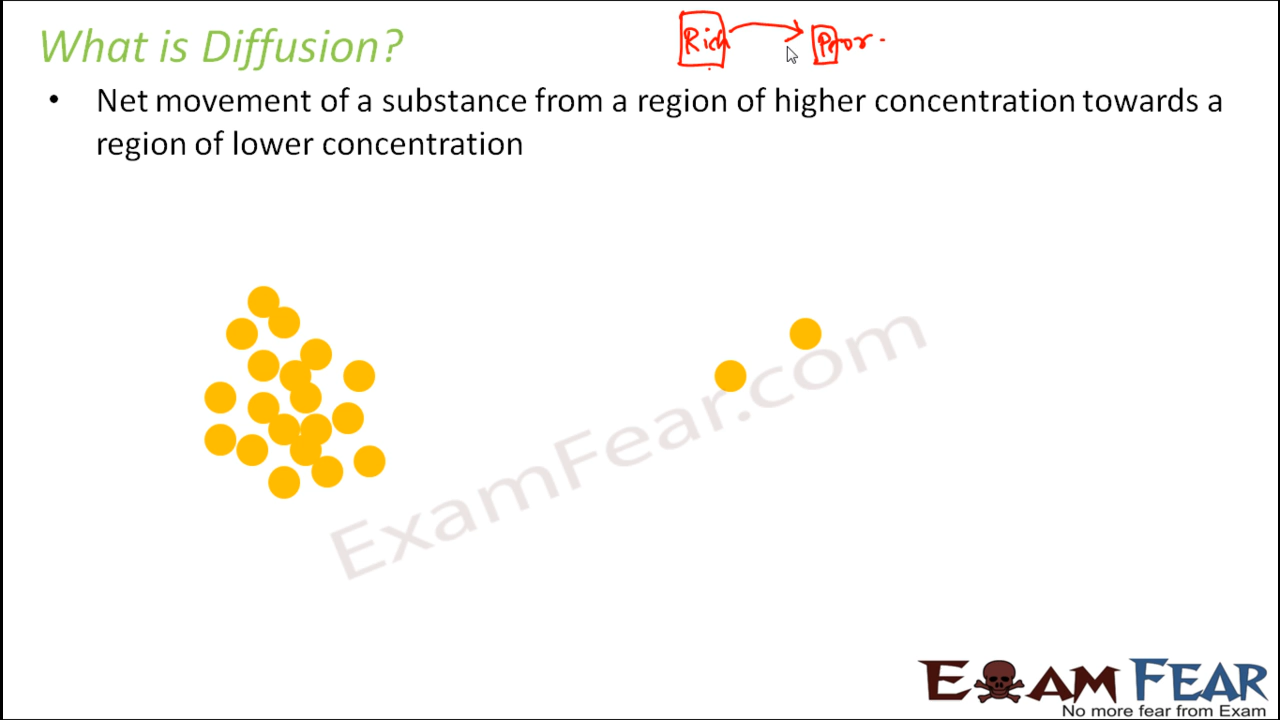 What is Diffusion?
Rich Poor.
• Net movement of a substance from a region of higher concentration towards a
region of lower concentration
ExamFear.com
EXAM FEAR
No more fear from Exam